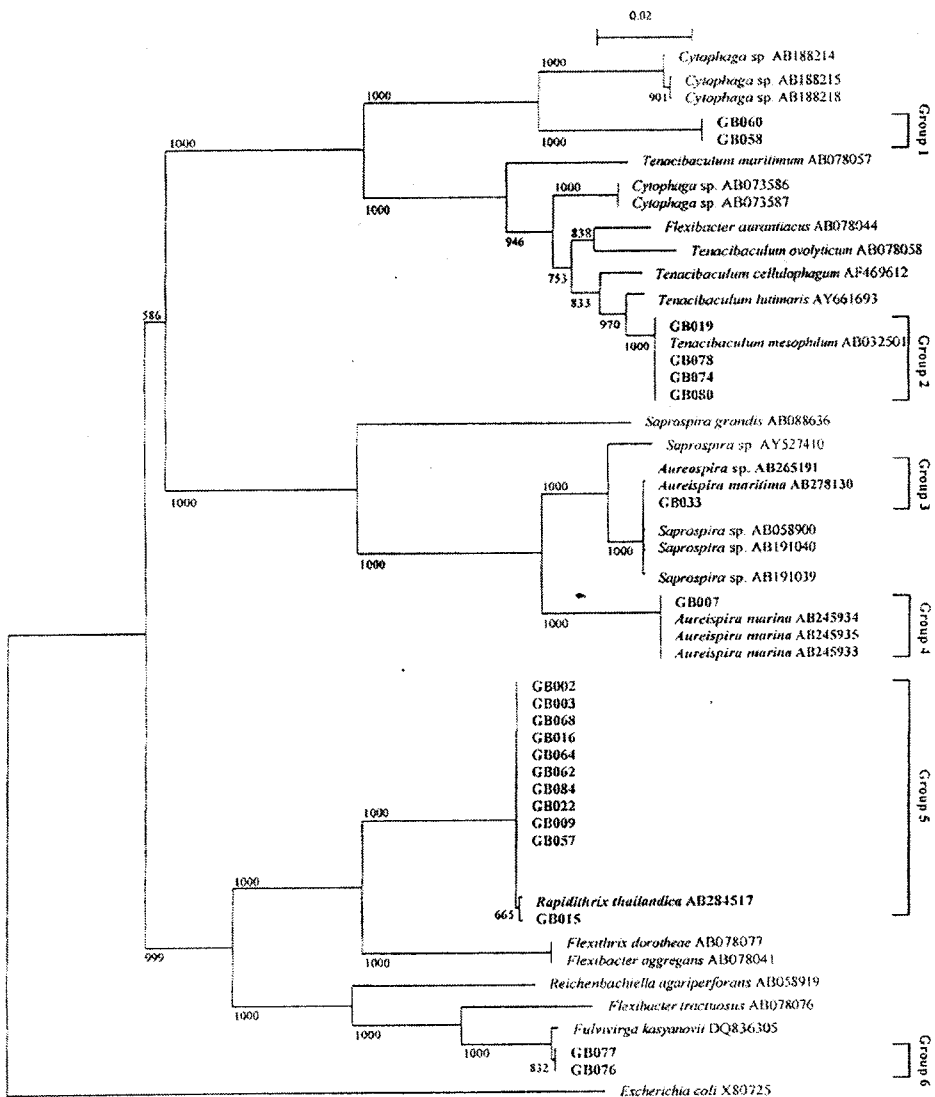 0.02
1000
Cytophaga sp. AB188214
1000
Cytophaga sp. AB188215
901
Cytophaga sp. AB188218
GB060
1000
GB058
Group 1
1000
Tenacibaculum maritimum AB078057
1000
1000
Cytophaga sp. AB073586
Cytophaga sp. AB073587
946
838
Flexibacter aurantiacus AB078044
Tenacibaculum ovolyticum AB078058
753
Tenacibaculum cellulophagum AF469612
833
Tenacibaculum lutimaris AY661693
970
586
GB019
1000
Tenacibaculum mesophilum AB032501
GB078
GB074
GB080
Group 2
Saprospira grandis AB088636
Saprospira sp. AY527410
1000
Aureospira sp. AB265191
Aureispira maritima AB278130
GB033
Group 3
1000
Saprospira sp. AB058900
1000
Saprospira sp. AB191040
1000
Saprospira sp. AB191039
GB007
1000
Aureispira marina AB245934
Aureispira marina AB245935
Aureispira marina AB245933
Group 4
GB002
GB003
GB068
GB016
GB064
GB062
GB084
GB022
1000
GB009
GB057
Group 5
1000
Rapidithrix thailandica AB284517
665
GB015
Flexithrix dorotheae AB078077
999
1000
Flexibacter aggregans AB078041
Reichenbachiella agariperforans AB058919
1000
Flexibacter tractuosus AB078076
1000
Fulvivirga kasyanovii DQ836305
1000
GB077
832
GB076
Group 6
Escherichia coli X80725